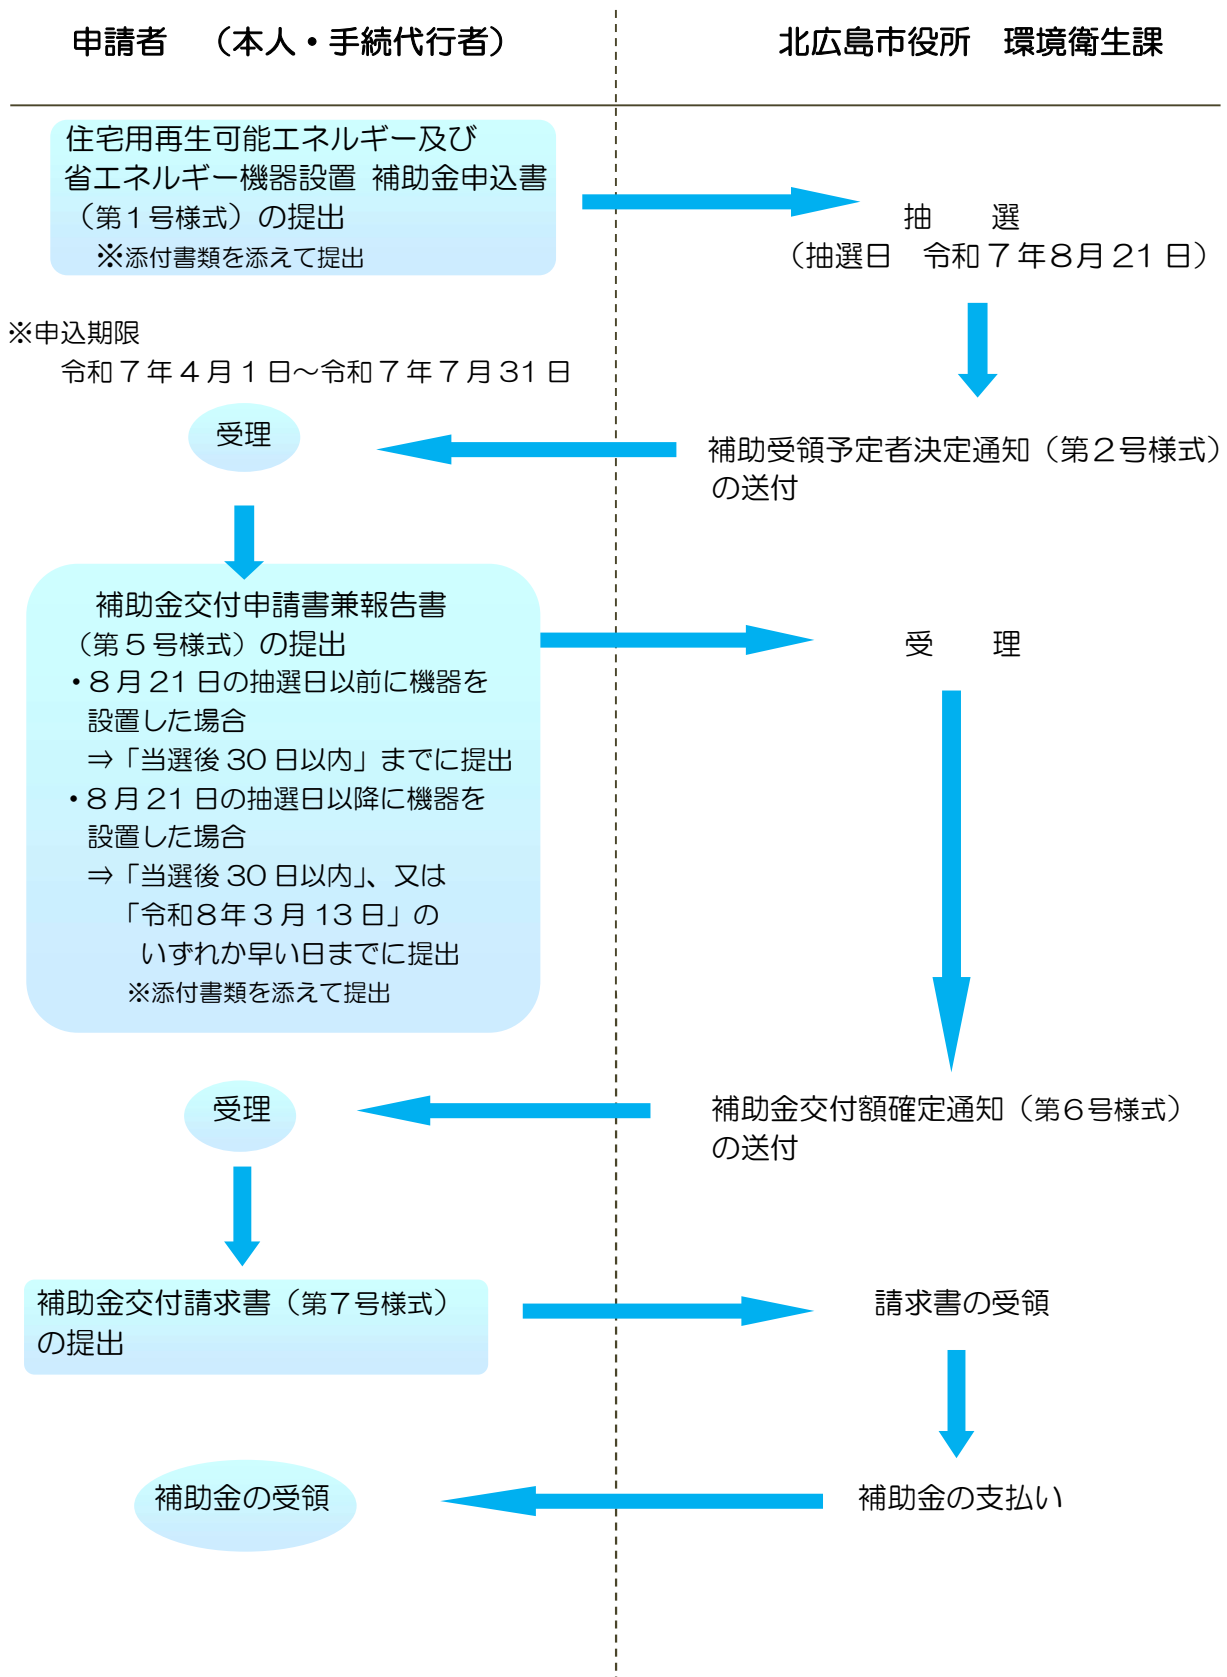 申請者　（本人・手続代行者）
北広島市役所　環境衛生課
住宅用再生可能エネルギー及び
省エネルギー機器設置 補助金申込書
（第１号様式）の提出
※添付書類を添えて提出
抽　　選
（抽選日　令和７年８月21日）
※申込期限
令和７年４月１日～令和７年７月31日
受理
補助受領予定者決定通知（第２号様式）
の送付
補助金交付申請書兼報告書
（第５号様式）の提出
・８月21日の抽選日以前に機器を
設置した場合
⇒「当選後30日以内」までに提出
・８月21日の抽選日以降に機器を
設置した場合
⇒「当選後30日以内」、又は
「令和８年３月13日」の
いずれか早い日までに提出
※添付書類を添えて提出
受　　理
受理
補助金交付額確定通知（第６号様式）
の送付
補助金交付請求書（第７号様式）
の提出
請求書の受領
補助金の受領
補助金の支払い